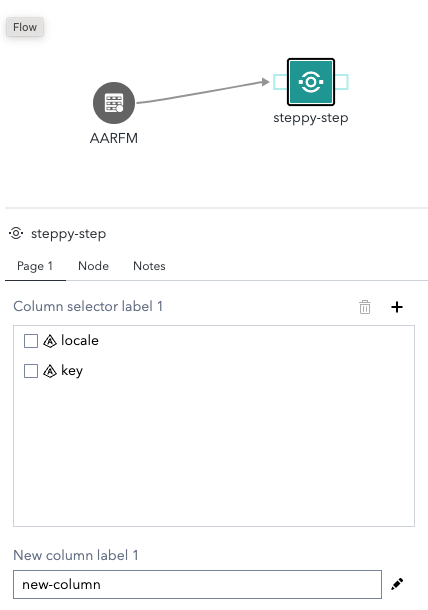 Flow
AARFM
steppy-step
steppy-step
Page 1 Node Notes
Column selector label 1
locale
key
New column label 1
new-column